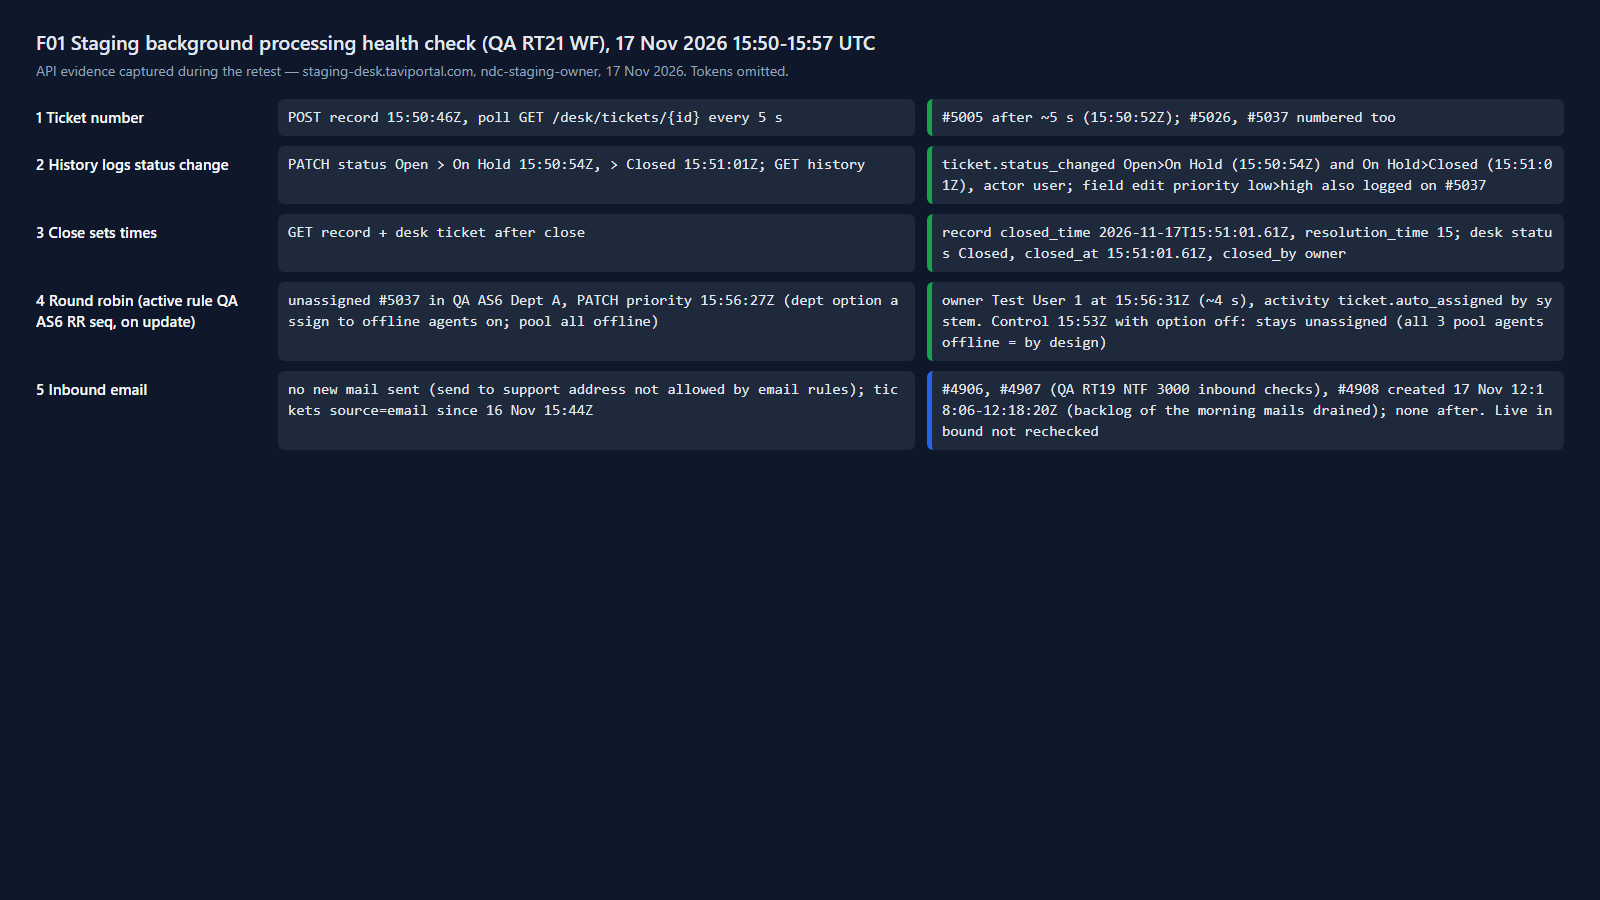 F01 Staging background processing health check (QA RT21 WF), 17 Nov 2026 15:50-15:57 UTC
API evidence captured during the retest — staging-desk.taviportal.com, ndc-staging-owner, 17 Nov 2026. Tokens omitted.
1 Ticket number
POST record 15:50:46Z, poll GET /desk/tickets/{id} every 5 s
#5005 after ~5 s (15:50:52Z); #5026, #5037 numbered too
2 History logs status change
PATCH status Open > On Hold 15:50:54Z, > Closed 15:51:01Z; GET history
ticket.status_changed Open>On Hold (15:50:54Z) and On Hold>Closed (15:51:0
1Z), actor user; field edit priority low>high also logged on #5037
3 Close sets times
GET record + desk ticket after close
record closed_time 2026-11-17T15:51:01.61Z, resolution_time 15; desk statu
s Closed, closed_at 15:51:01.61Z, closed_by owner
4 Round robin (active rule QA
AS6 RR seq, on update)
unassigned #5037 in QA AS6 Dept A, PATCH priority 15:56:27Z (dept option a
ssign to offline agents on; pool all offline)
owner Test User 1 at 15:56:31Z (~4 s), activity ticket.auto_assigned by sy
stem. Control 15:53Z with option off: stays unassigned (all 3 pool agents
offline = by design)
5 Inbound email
no new mail sent (send to support address not allowed by email rules); tic
kets source=email since 16 Nov 15:44Z
#4906, #4907 (QA RT19 NTF 3000 inbound checks), #4908 created 17 Nov 12:1
8:06-12:18:20Z (backlog of the morning mails drained); none after. Live in
bound not rechecked